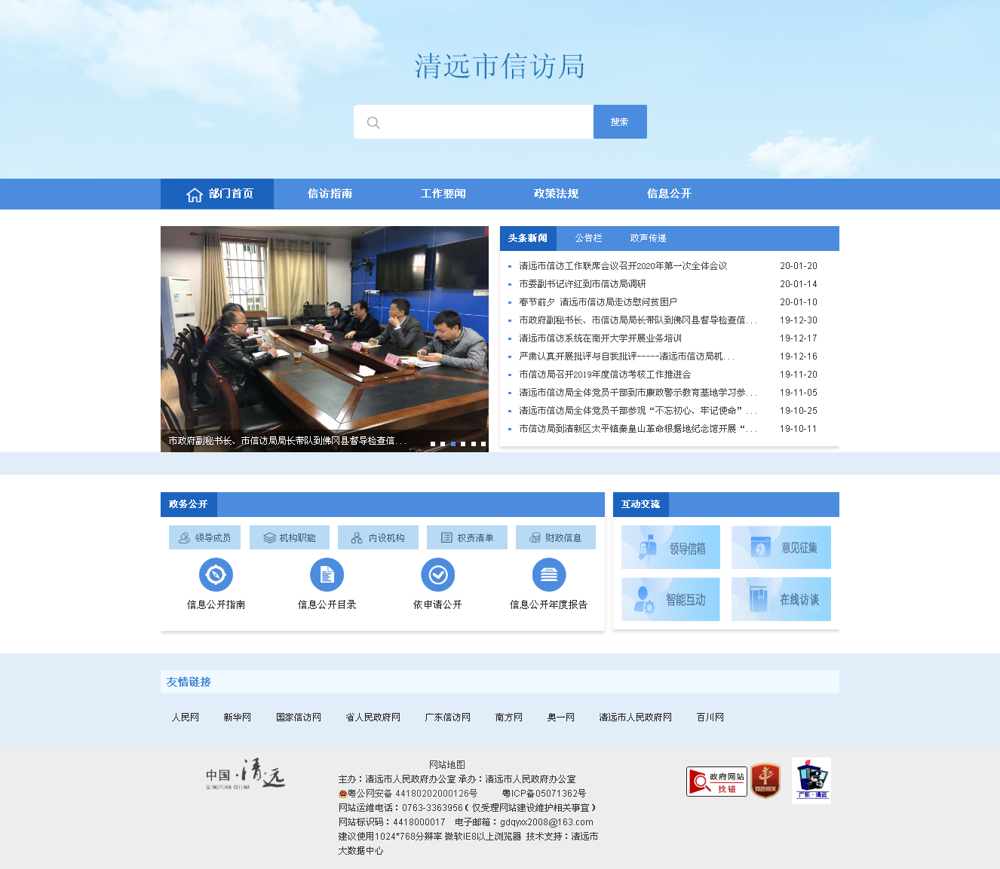 清远市信访局
搜索
部门首页 信访指南 工作要闻 政策法规 信息公开
头条新闻 公告栏 政声传递
清远市信访工作联席会议召开2020年第一次全体会议 20-01-20
市委副书记许红到市信访局调研 20-01-14
春节前夕 清远市信访局走访慰问贫困户 20-01-10
市政府副秘书长、市信访局局长带队到佛冈县督导检查信... 19-12-30
清远市信访系统在南开大学开展业务培训 19-12-17
严肃认真开展批评与自我批评-----清远市信访局机... 19-12-16
市信访局召开2019年度信访考核工作推进会 19-11-20
清远市信访局全体党员干部到市廉政警示教育基地学习参... 19-11-05
清远市信访局全体党员干部参观“不忘初心、牢记使命”... 19-10-25
市信访局到清新区太平镇秦皇山革命根据地纪念馆开展“... 19-10-11
市政府副秘书长、市信访局局长带队到佛冈县督导检查信...
政务公开
领导成员 机构职能 内设机构 权责清单 财政信息
信息公开指南 信息公开目录 依申请公开 信息公开年度报告
互动交流
领导信箱 意见征集
智能互动 在线访谈
友情链接
人民网 新华网 国家信访网 省人民政府网 广东信访网 南方网 奥一网 清远市人民政府网 百川网
中国·清远
QINGYUAN CHINA
网站地图
主办：清远市人民政府办公室 承办：清远市人民政府办公室
粤公网安备 44180202000126号 粤ICP备05071362号
网站运维电话：0763-3363956（仅受理网站建设维护相关事宜）
网站标识码：4418000017 电子邮箱：gdqyxx2008@163.com
建议使用1024*768分辨率 微软IE8以上浏览器 技术支持：清远市
大数据中心
政府网站
找错
党政机关
广东·清远